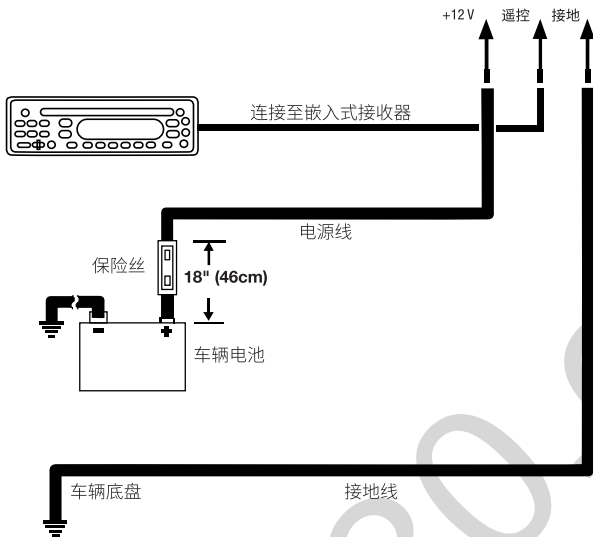 +12 V 遥控 接地
连接至嵌入式接收器
电源线
保险丝
18" (46cm)
车辆电池
车辆底盘
接地线